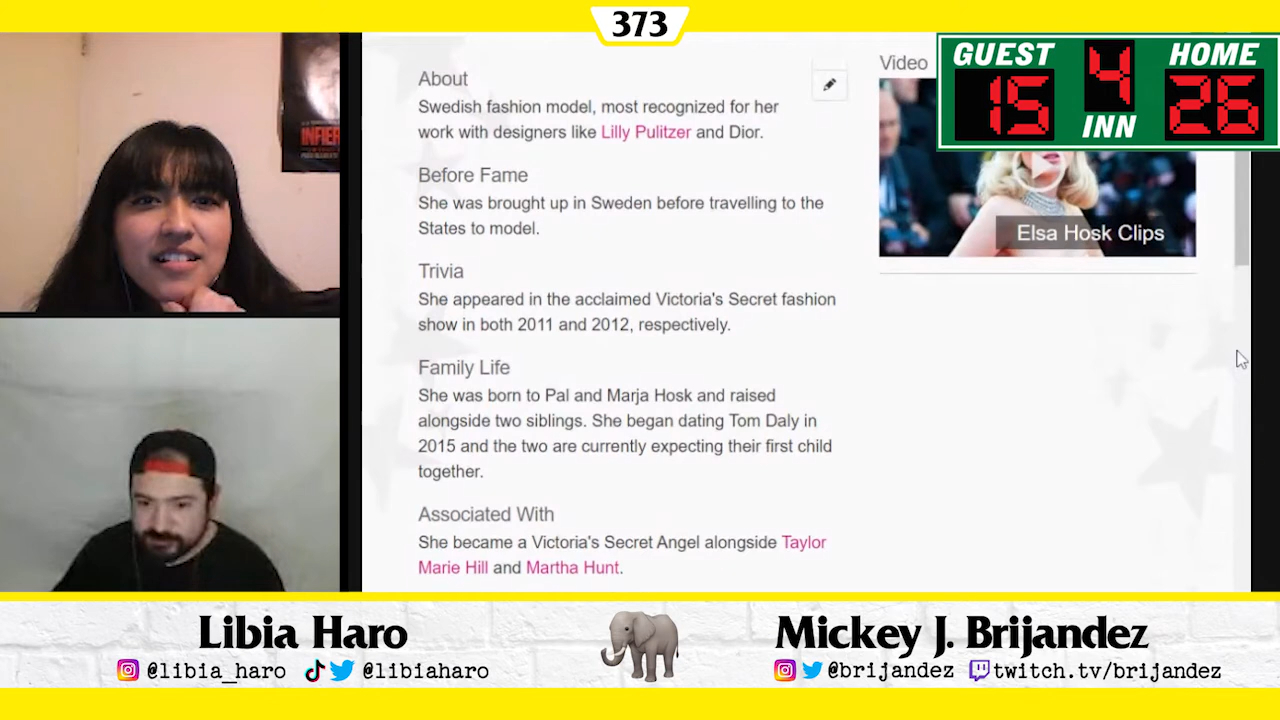 373
GUEST
4
HOME
15
INN
26
INFIER
About
Swedish fashion model, most recognized for her
work with designers like Lilly Pulitzer and Dior.
Before Fame
She was brought up in Sweden before travelling to the
States to model.
Trivia
She appeared in the acclaimed Victoria's Secret fashion
show in both 2011 and 2012, respectively.
Family Life
She was born to Pal and Marja Hosk and raised
alongside two siblings. She began dating Tom Daly in
2015 and the two are currently expecting their first child
together.
Associated With
She became a Victoria's Secret Angel alongside Taylor
Marie Hill and Martha Hunt.
Video
Elsa Hosk Clips
Libia Haro
@libia_haro @libiaharo
Mickey J. Brijandez
@brijandez twitch.tv/brijandez